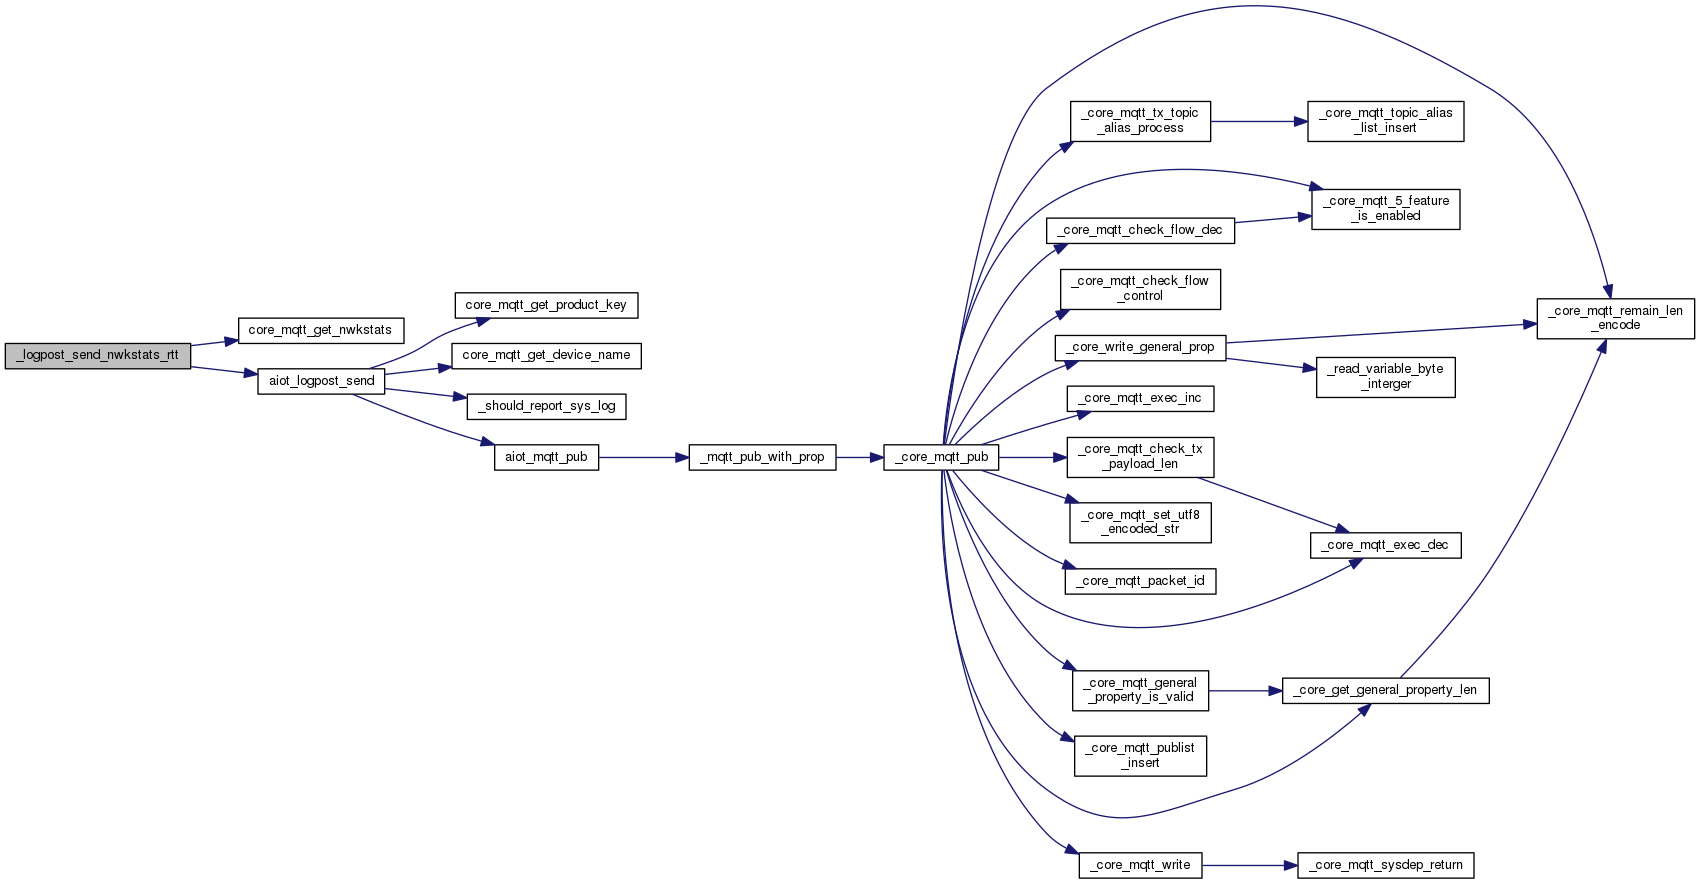 _logpost_send_nwkstats_rtt
core_mqtt_get_nwkstats
aiot_logpost_send
core_mqtt_get_product_key
core_mqtt_get_device_name
_should_report_sys_log
aiot_mqtt_pub
_mqtt_pub_with_prop
_core_mqtt_pub
_core_mqtt_tx_topic
_alias_process
_core_mqtt_check_flow_dec
_core_mqtt_check_flow
_control
_core_write_general_prop
_core_mqtt_exec_inc
_core_mqtt_check_tx
_payload_len
_core_mqtt_set_utf8
_encoded_str
_core_mqtt_packet_id
_core_mqtt_general
_property_is_valid
_core_mqtt_publist
_insert
_core_mqtt_write
_core_mqtt_topic_alias
_list_insert
_core_mqtt_5_feature
_is_enabled
_read_variable_byte
_interger
_core_mqtt_exec_dec
_core_get_general_property_len
_core_mqtt_sysdep_return
_core_mqtt_remain_len
_encode